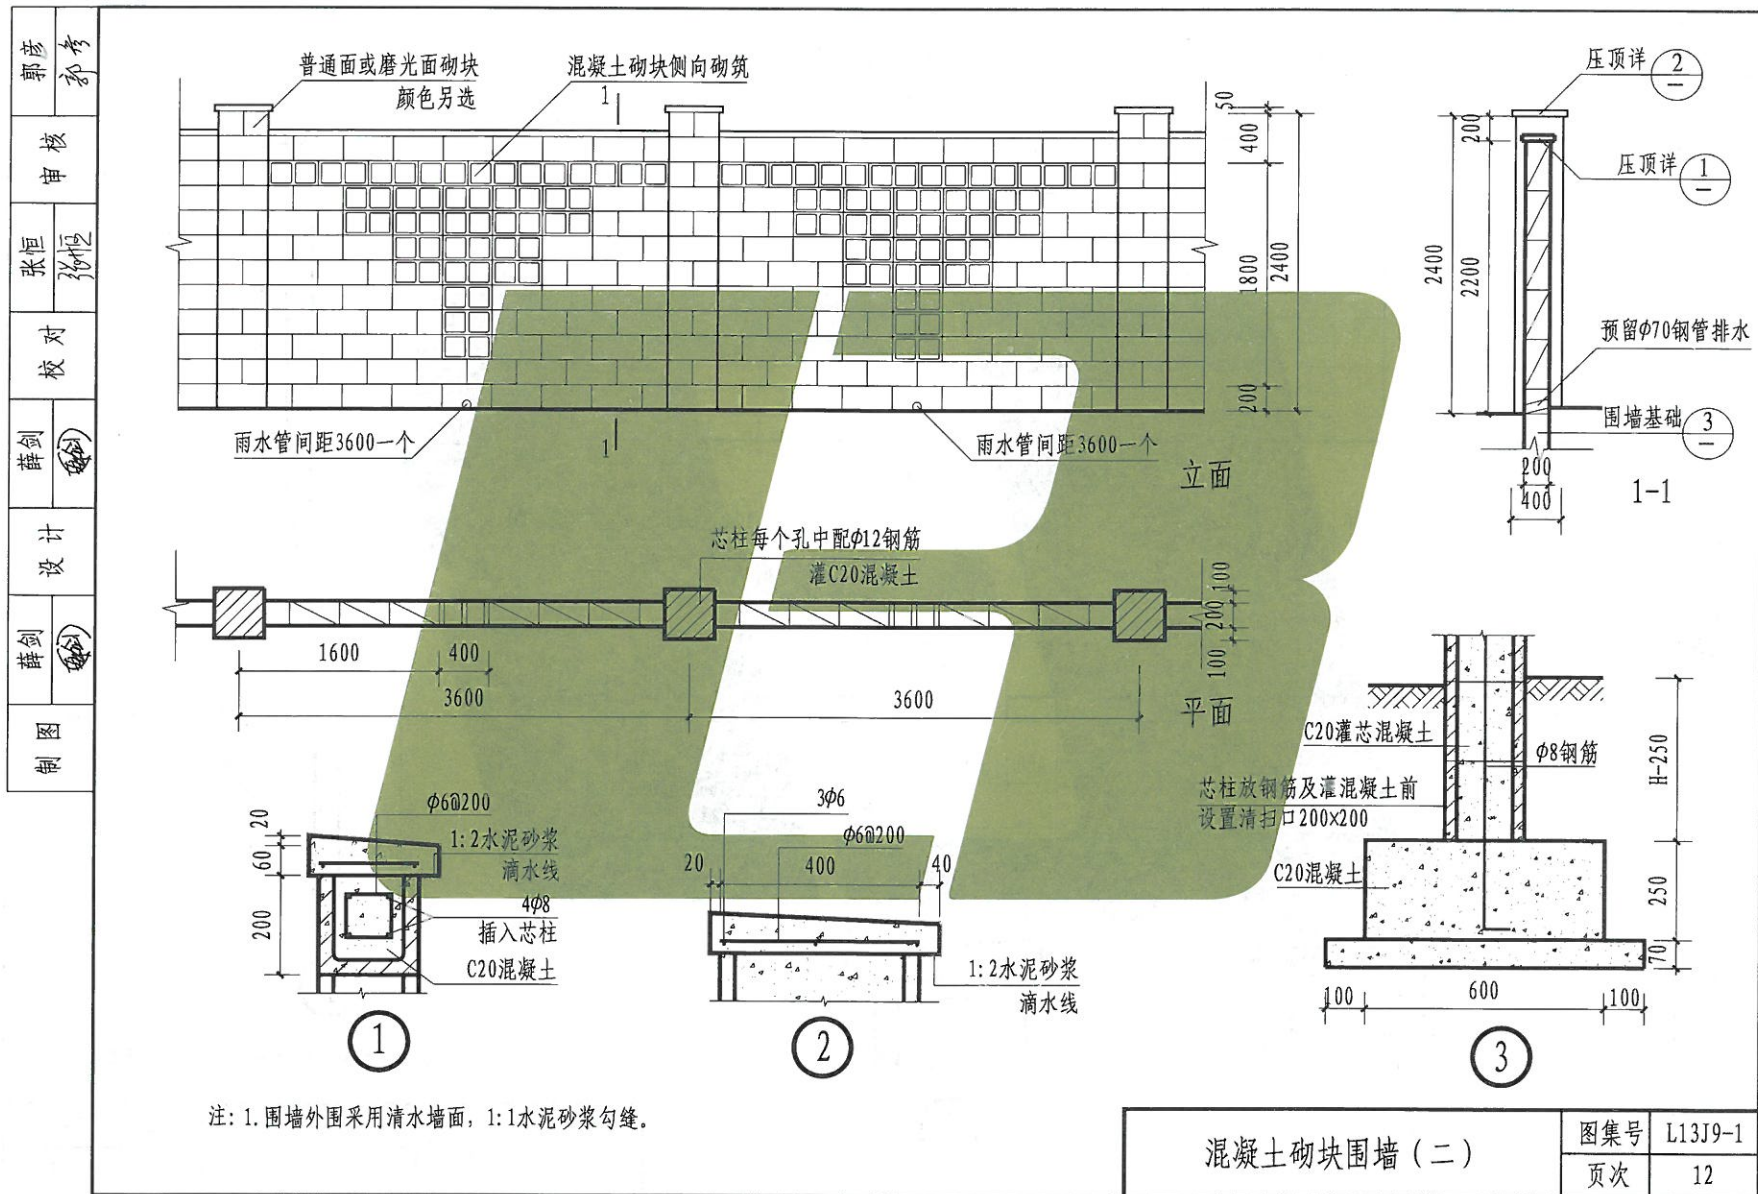 郭彦
审核
张恒
张恒
校对
薛剑
设计
薛剑
制图
普通面或磨光面砌块
颜色另选
混凝土砌块侧向砌筑
1
50
400
1800
2400
200
雨水管间距3600一个
1
雨水管间距3600一个
立面
压顶详
2
压顶详
1
200
2400
2200
预留φ70钢管排水
围墙基础
3
200
400
1-1
芯柱每个孔中配φ12钢筋
灌C20混凝土
100
200
100
1600
400
3600
3600
平面
20
60
200
φ6@200
1:2水泥砂浆
滴水线
4φ8
插入芯柱
C20混凝土
1
3φ6
φ6@200
20
400
40
1:2水泥砂浆
滴水线
2
C20灌芯混凝土
φ8钢筋
芯柱放钢筋及灌混凝土前
设置清扫口200×200
C20混凝土
H-250
250
70
100
600
100
3
注: 1.围墙外围采用清水墙面, 1:1水泥砂浆勾缝。
混凝土砌块围墙(二)
图集号
L13J9-1
页次
12